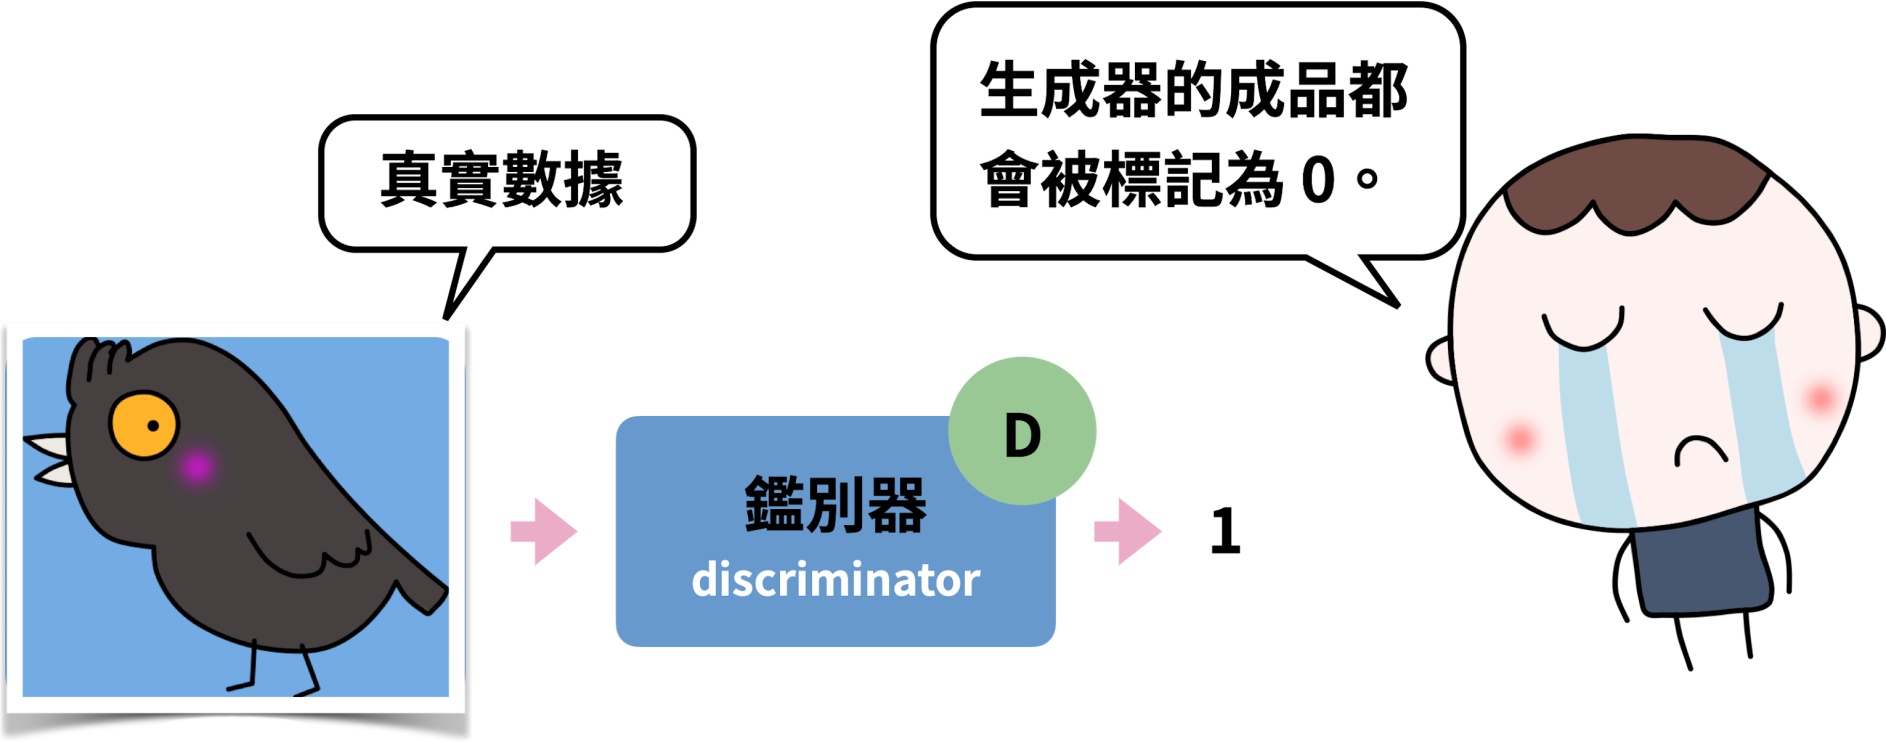 真實數據
生成器的成品都
會被標記為 0。
D
鑑別器
discriminator
1